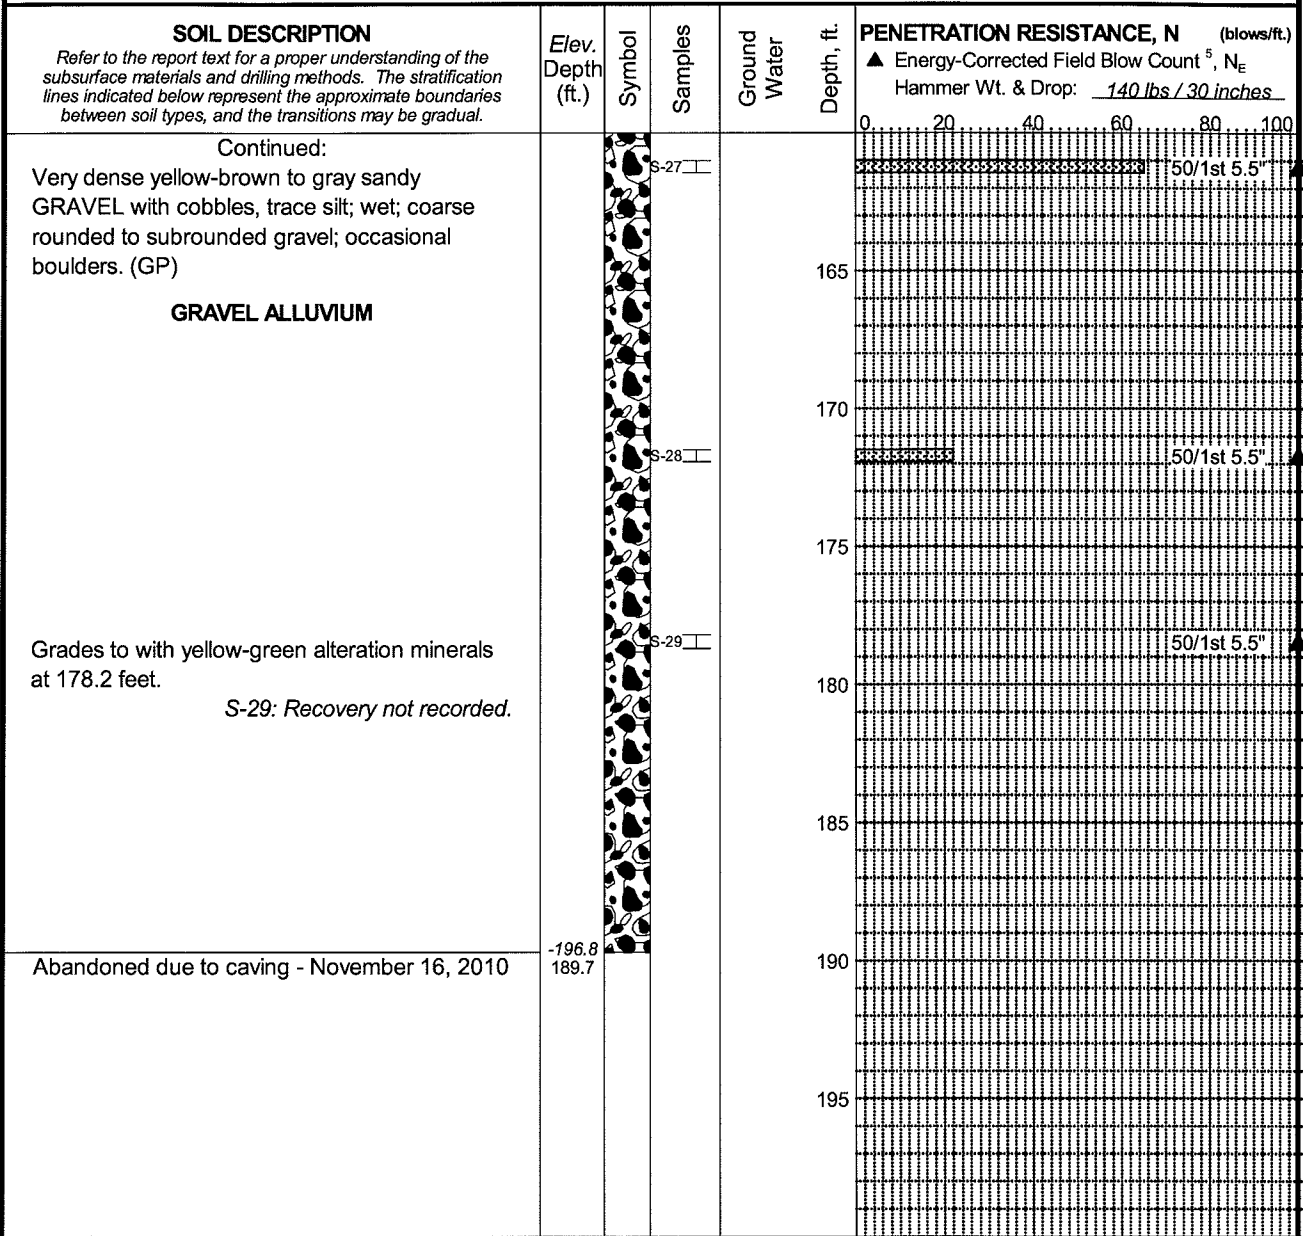 SOIL DESCRIPTION
Refer to the report text for a proper understanding of the
subsurface materials and drilling methods. The stratification
lines indicated below represent the approximate boundaries
between soil types, and the transitions may be gradual.
Elev.
Depth
(ft.)
Symbol
Samples
Ground
Water
Depth, ft.
PENETRATION RESISTANCE, N (blows/ft.)
▲ Energy-Corrected Field Blow Count 5, NE
Hammer Wt. & Drop: 140 lbs / 30 inches
0 20 40 60 80 100
Continued:
Very dense yellow-brown to gray sandy
GRAVEL with cobbles, trace silt; wet; coarse
rounded to subrounded gravel; occasional
boulders. (GP)
GRAVEL ALLUVIUM
S-27
50/1st 5.5"
165
170
S-28
50/1st 5.5"
175
Grades to with yellow-green alteration minerals
at 178.2 feet.
S-29: Recovery not recorded.
S-29
50/1st 5.5"
180
185
-196.8
189.7
Abandoned due to caving - November 16, 2010
190
195